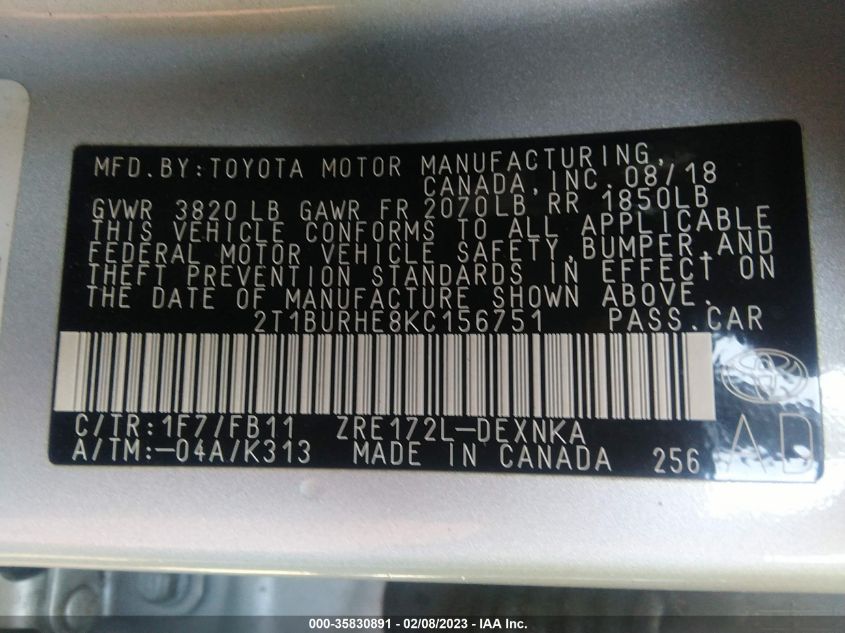 MFD.BY:TOYOTA MOTOR MANUFACTURING,
CANADA,INC.08/18
GVWR 3820 LB GAWR FR 2070LB RR 1850LB
THIS VEHICLE CONFORMS TO ALL APPLICABLE
FEDERAL MOTOR VEHICLE SAFETY,BUMPER,AND
THEFT PREVENTION STANDARDS IN EFFECT ON
THE DATE OF MANUFACTURE SHOWN ABOVE.
2T1BURHE8KC156751 PASS.CAR
C/TR:1F7/FB11 ZRE172L-DEXNKA
A/TM:-04A/K313 MADE IN CANADA 256
AD
000-35830891 - 02/08/2023 - IAA Inc.